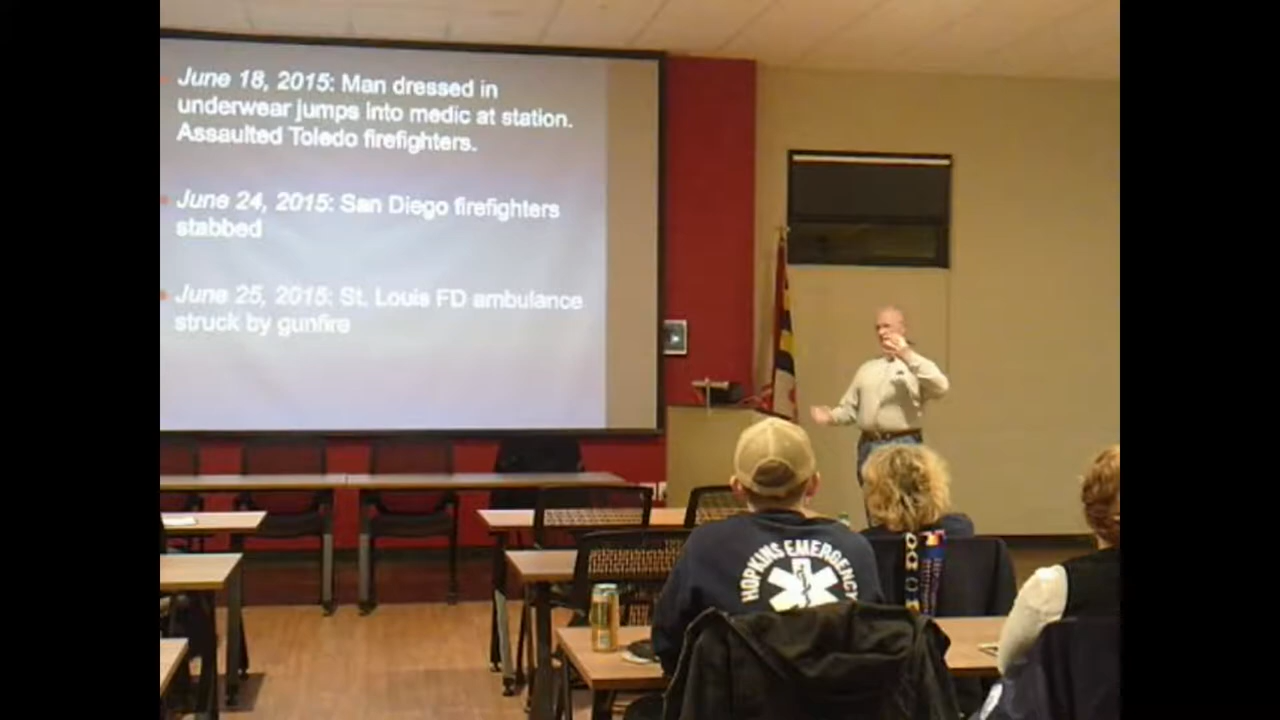 June 18, 2015: Man dressed in
underwear jumps into medic at station.
Assaulted Toledo firefighters.
June 24, 2015: San Diego firefighters
stabbed
June 25, 2015: St. Louis FD ambulance
struck by gunfire
HOPKINS EMERGENCY